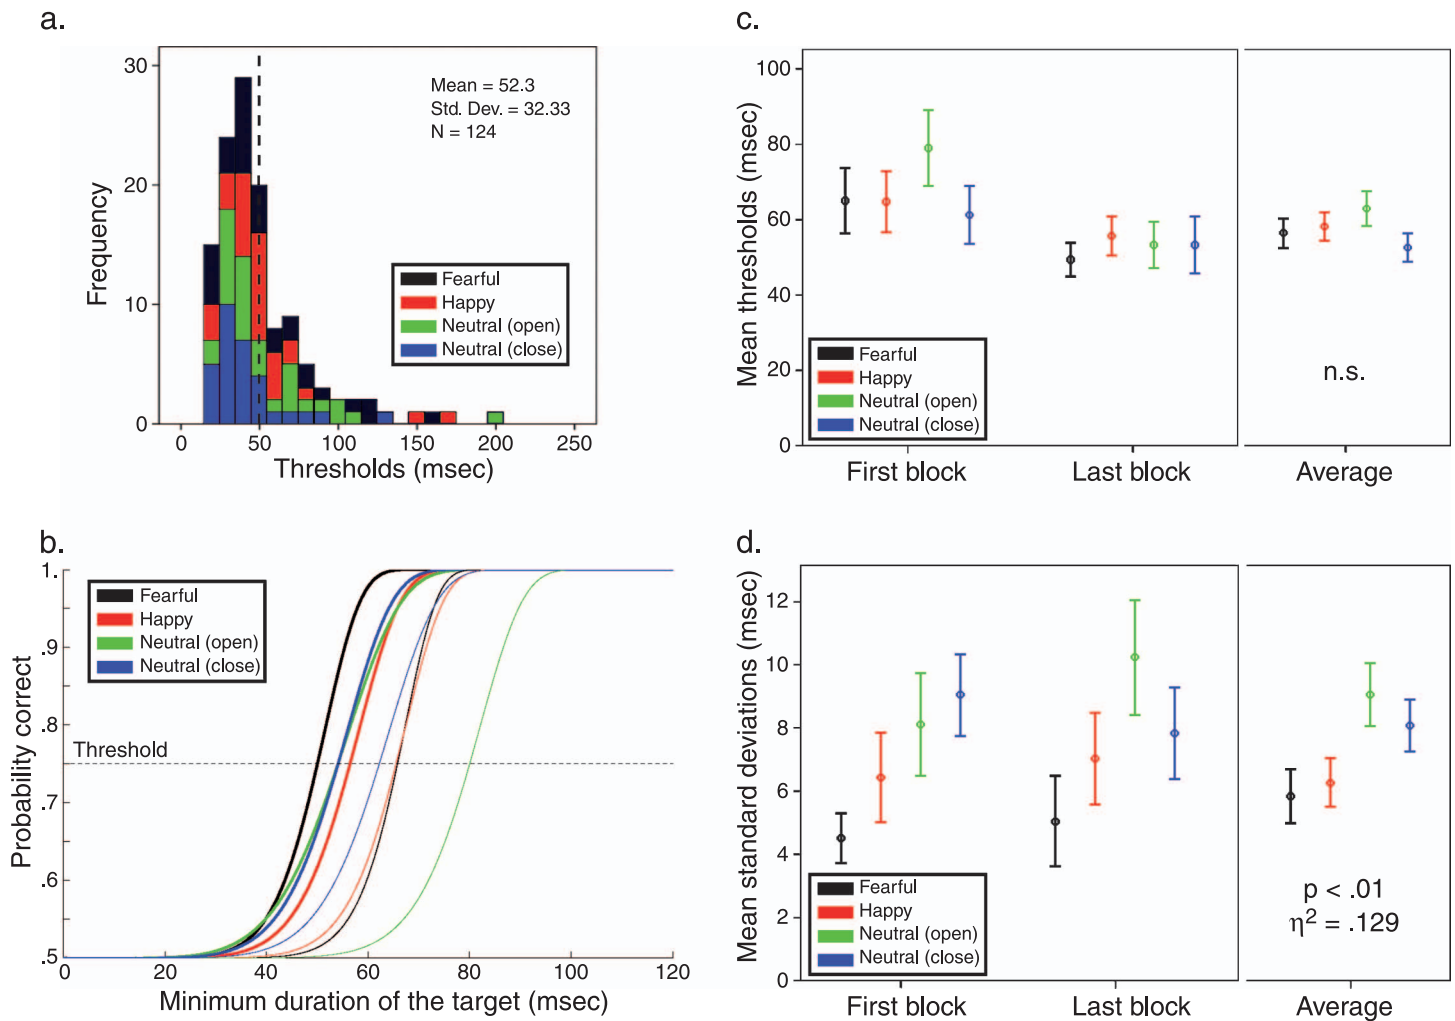 a.
30
20
10
0
Frequency
Mean = 52.3
Std. Dev. = 32.33
N = 124
Fearful
Happy
Neutral (open)
Neutral (close)
0 50 100 150 200 250
Thresholds (msec)
b.
1.
.9
.8
.7
.6
.5
Probability correct
Fearful
Happy
Neutral (open)
Neutral (close)
Threshold
0 20 40 60 80 100 120
Minimum duration of the target (msec)
c.
100
80
60
40
20
0
Mean thresholds (msec)
Fearful
Happy
Neutral (open)
Neutral (close)
n.s.
First block Last block Average
d.
12
10
8
6
4
2
0
Mean standard deviations (msec)
Fearful
Happy
Neutral (open)
Neutral (close)
p < .01
η² = .129
First block Last block Average